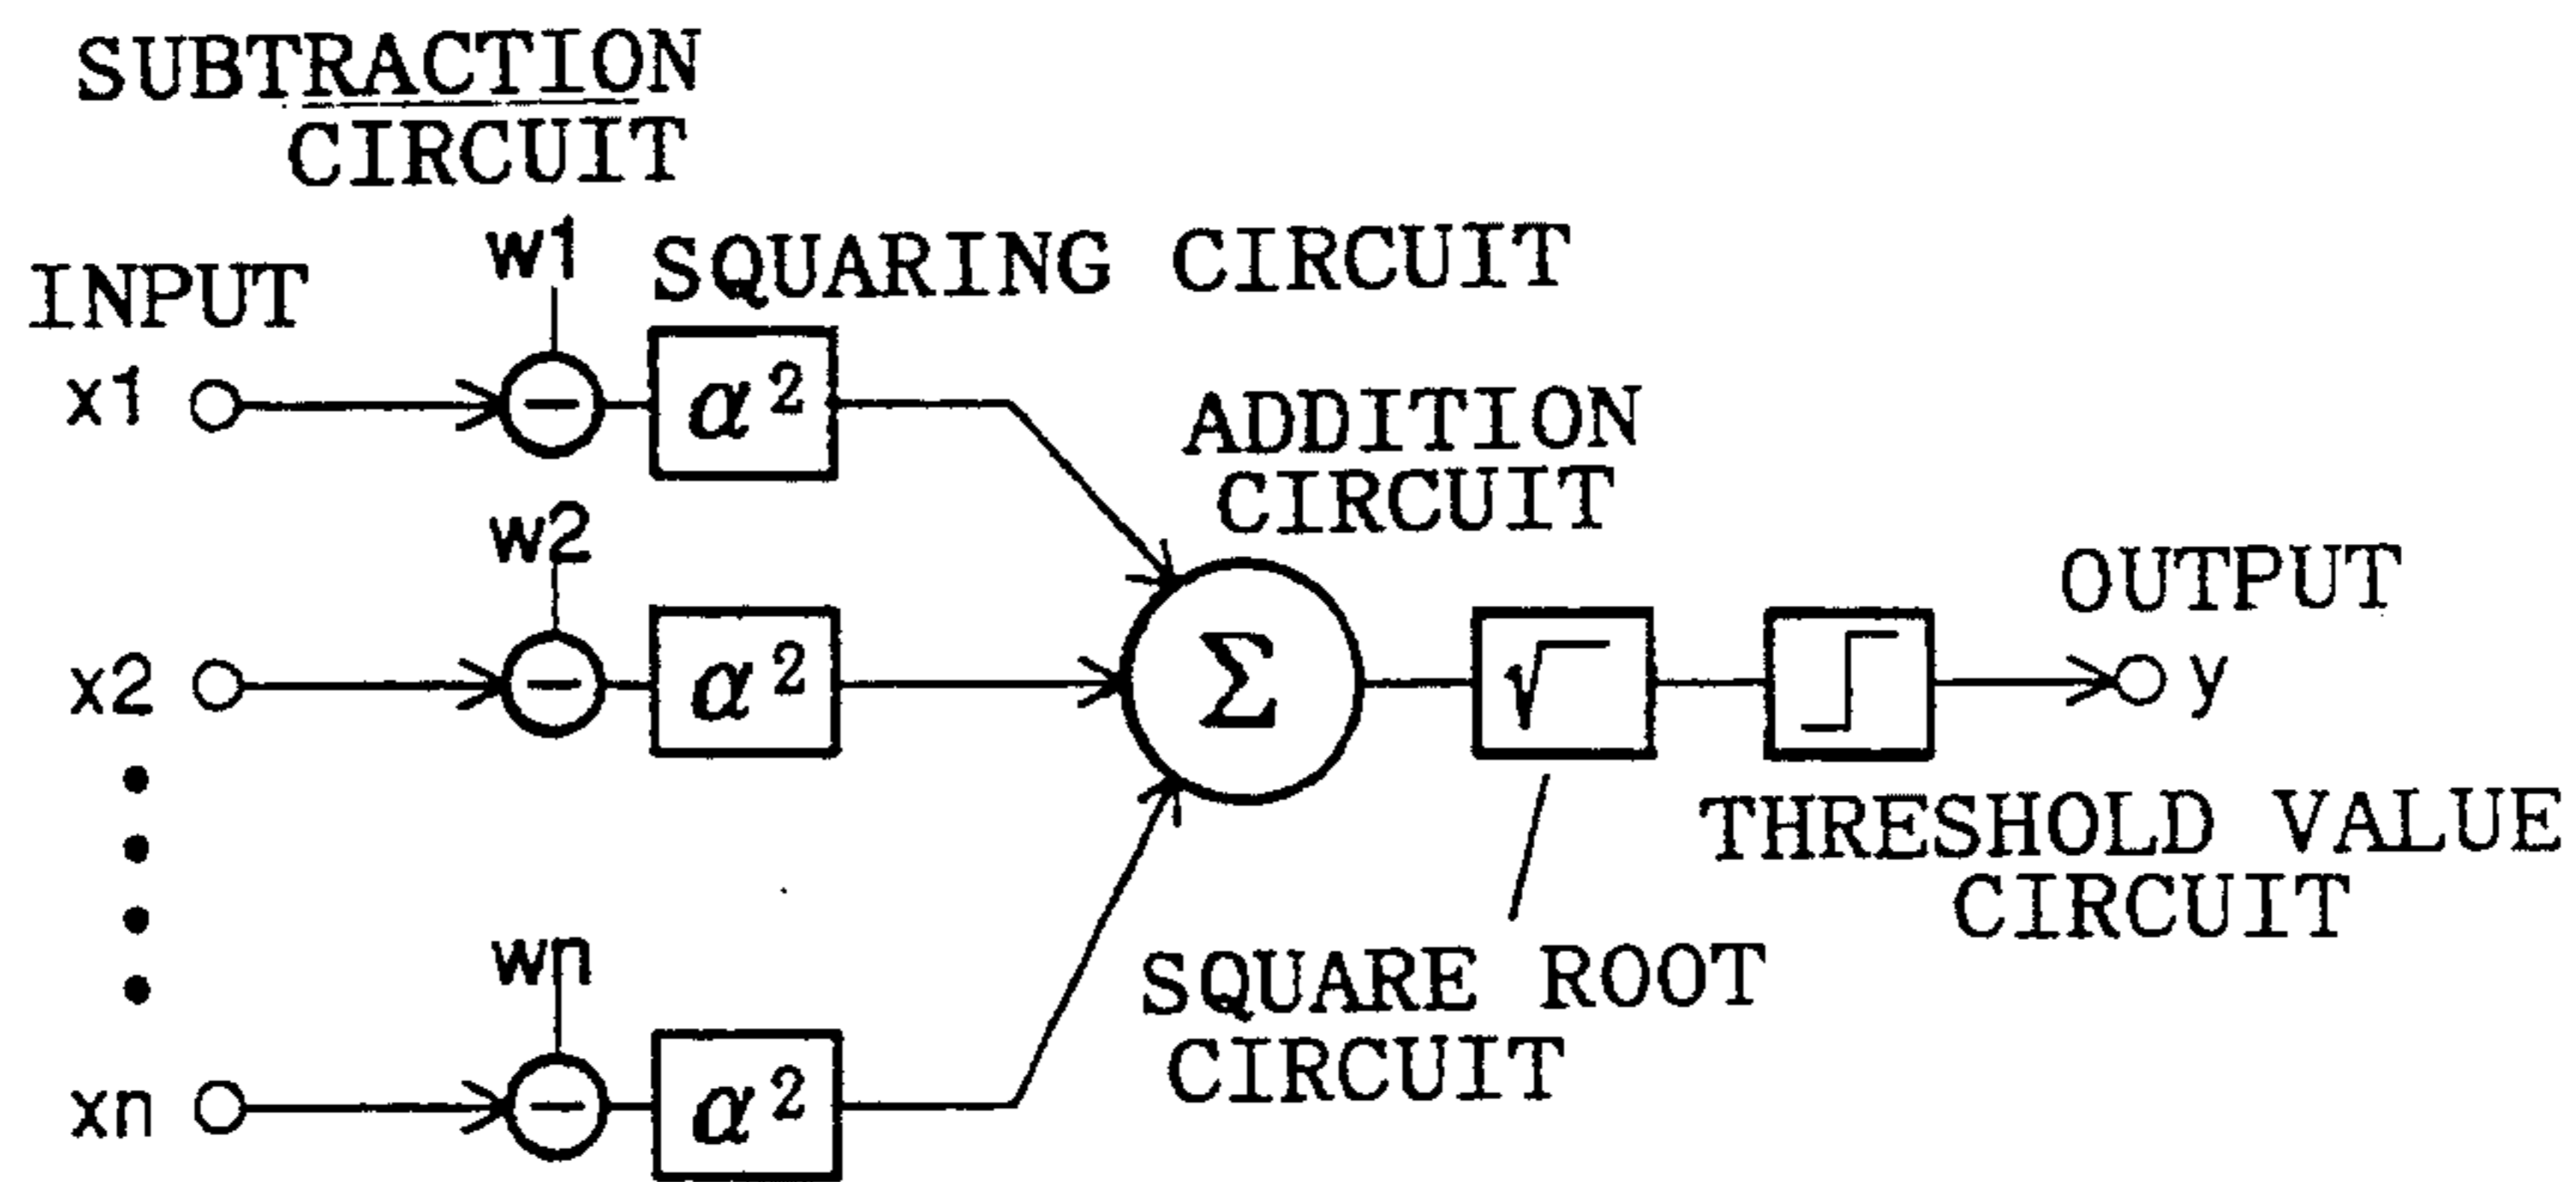 SUBTRACTION
CIRCUIT
w1
SQUARING CIRCUIT
INPUT
x1
α²
ADDITION
CIRCUIT
w2
OUTPUT
x2
α²
Σ
√
y
THRESHOLD VALUE
CIRCUIT
wn
SQUARE ROOT
CIRCUIT
xn
α²